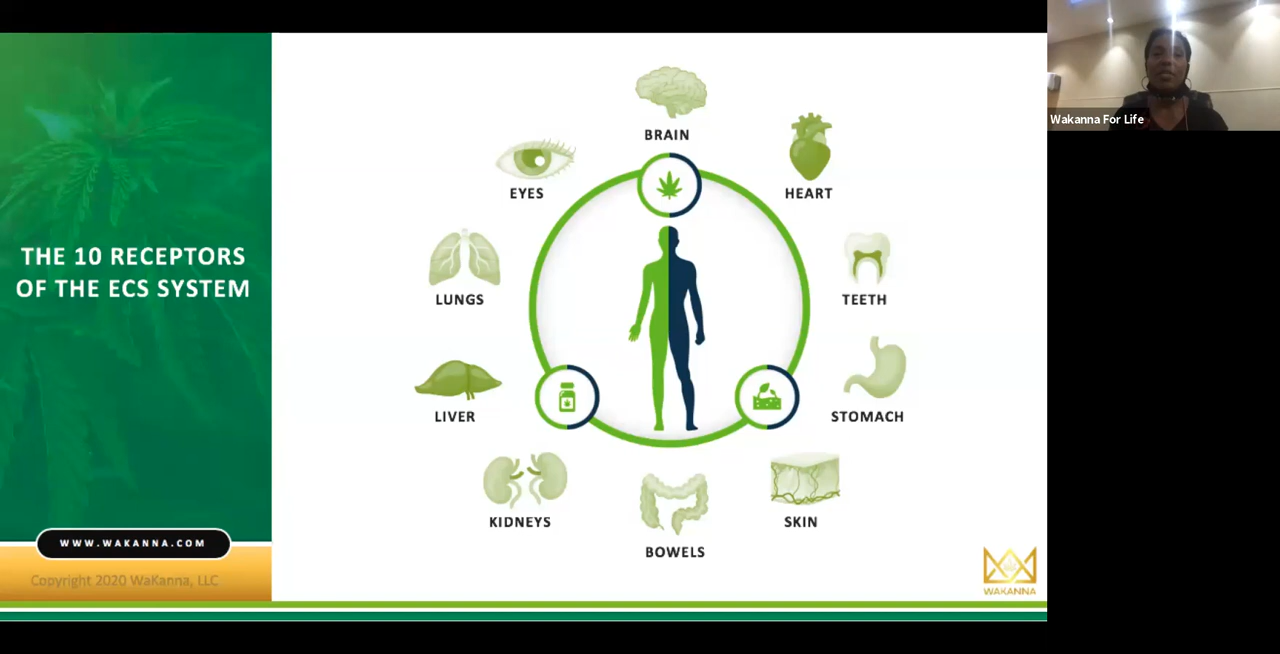 Wakanna For Life
THE 10 RECEPTORS
OF THE ECS SYSTEM
BRAIN
EYES
HEART
LUNGS
TEETH
LIVER
STOMACH
KIDNEYS
SKIN
BOWELS
WWW.WAKANNA.COM
Copyright 2020 WaKanna, LLC
WAKANNA